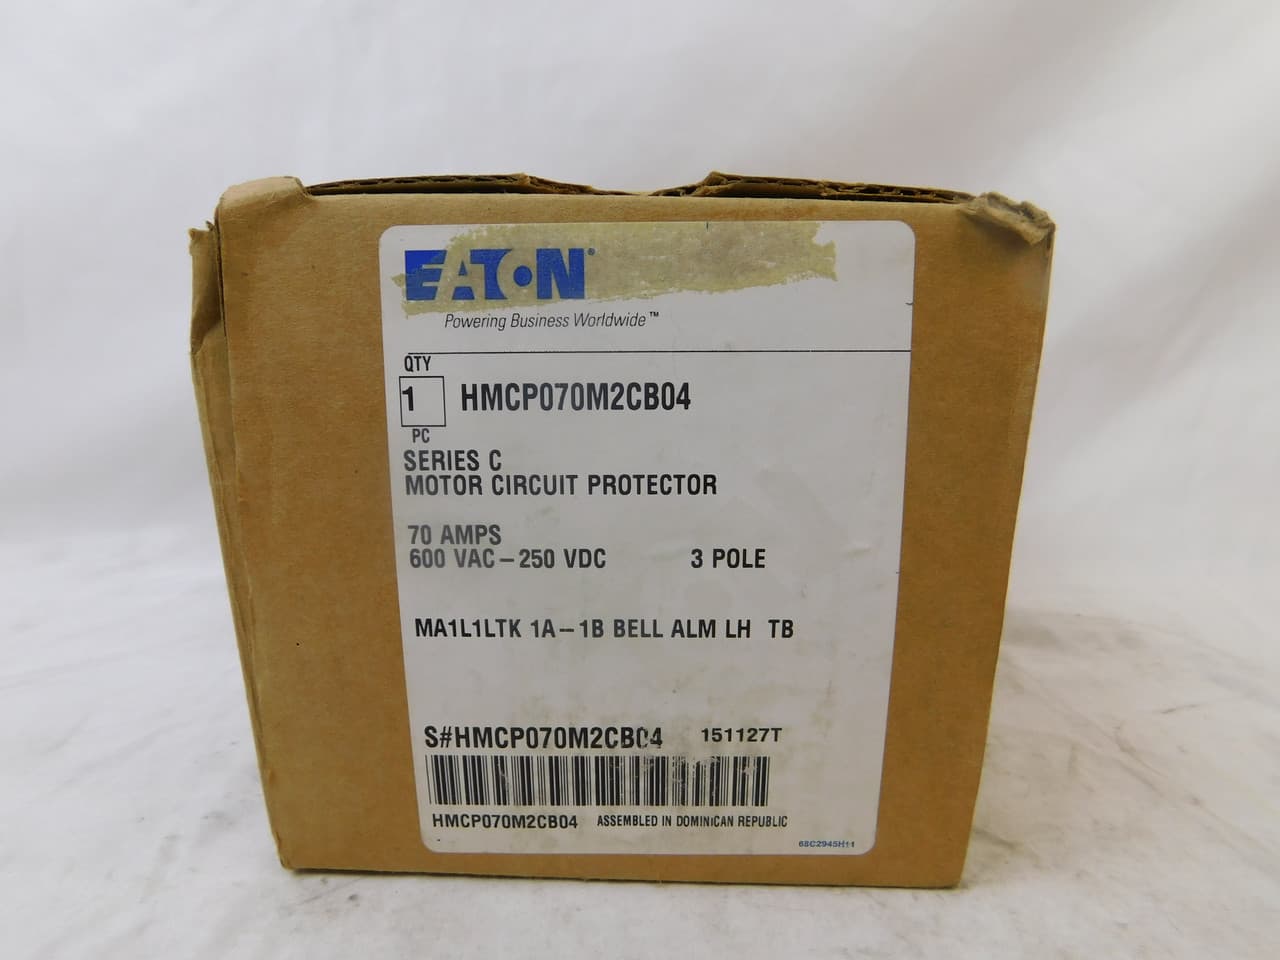 EATON®
Powering Business Worldwide™
QTY
1 HMCP070M2CB04
PC
SERIES C
MOTOR CIRCUIT PROTECTOR
70 AMPS
600 VAC-250 VDC 3 POLE
MA1L1LTK 1A-1B BELL ALM LH TB
S#HMCP070M2CB04 151127T
HMCP070M2CB04 ASSEMBLED IN DOMINICAN REPUBLIC
68C2945H11